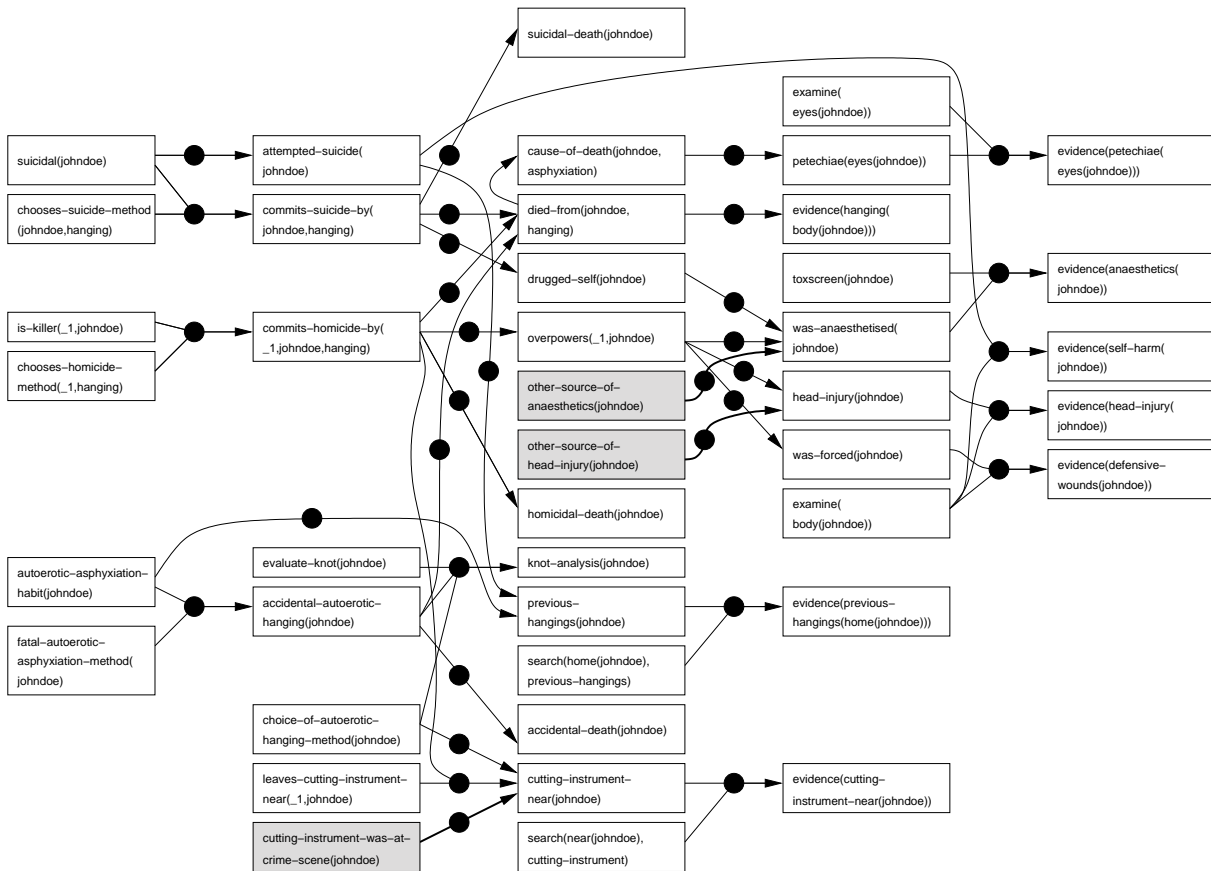 suicidal(johndoe)
chooses–suicide–method
(johndoe,hanging)
is–killer(_1,johndoe)
chooses–homicide–
method(_1,hanging)
autoerotic–asphyxiation–
habit(johndoe)
fatal–autoerotic–
asphyxiation–method(
johndoe)
attempted–suicide(
johndoe)
commits–suicide–by(
johndoe,hanging)
commits–homicide–by(
_1,johndoe,hanging)
evaluate–knot(johndoe)
accidental–autoerotic–
hanging(johndoe)
choice–of–autoerotic–
hanging–method(johndoe)
leaves–cutting–instrument–
near(_1,johndoe)
cutting–instrument–was–at–
crime–scene(johndoe)
suicidal–death(johndoe)
cause–of–death(johndoe,
asphyxiation)
died–from(johndoe,
hanging)
drugged–self(johndoe)
overpowers(_1,johndoe)
other–source–of–
anaesthetics(johndoe)
other–source–of–
head–injury(johndoe)
homicidal–death(johndoe)
knot–analysis(johndoe)
previous–
hangings(johndoe)
search(home(johndoe),
previous–hangings)
accidental–death(johndoe)
cutting–instrument–
near(johndoe)
search(near(johndoe),
cutting–instrument)
examine(
eyes(johndoe))
petechiae(eyes(johndoe))
evidence(hanging(
body(johndoe)))
toxscreen(johndoe)
was–anaesthetised(
johndoe)
head–injury(johndoe)
was–forced(johndoe)
examine(
body(johndoe))
evidence(previous–
hangings(home(johndoe)))
evidence(cutting–
instrument–near(johndoe))
evidence(petechiae(
eyes(johndoe)))
evidence(anaesthetics(
johndoe))
evidence(self–harm(
johndoe))
evidence(head–injury(
johndoe))
evidence(defensive–
wounds(johndoe))